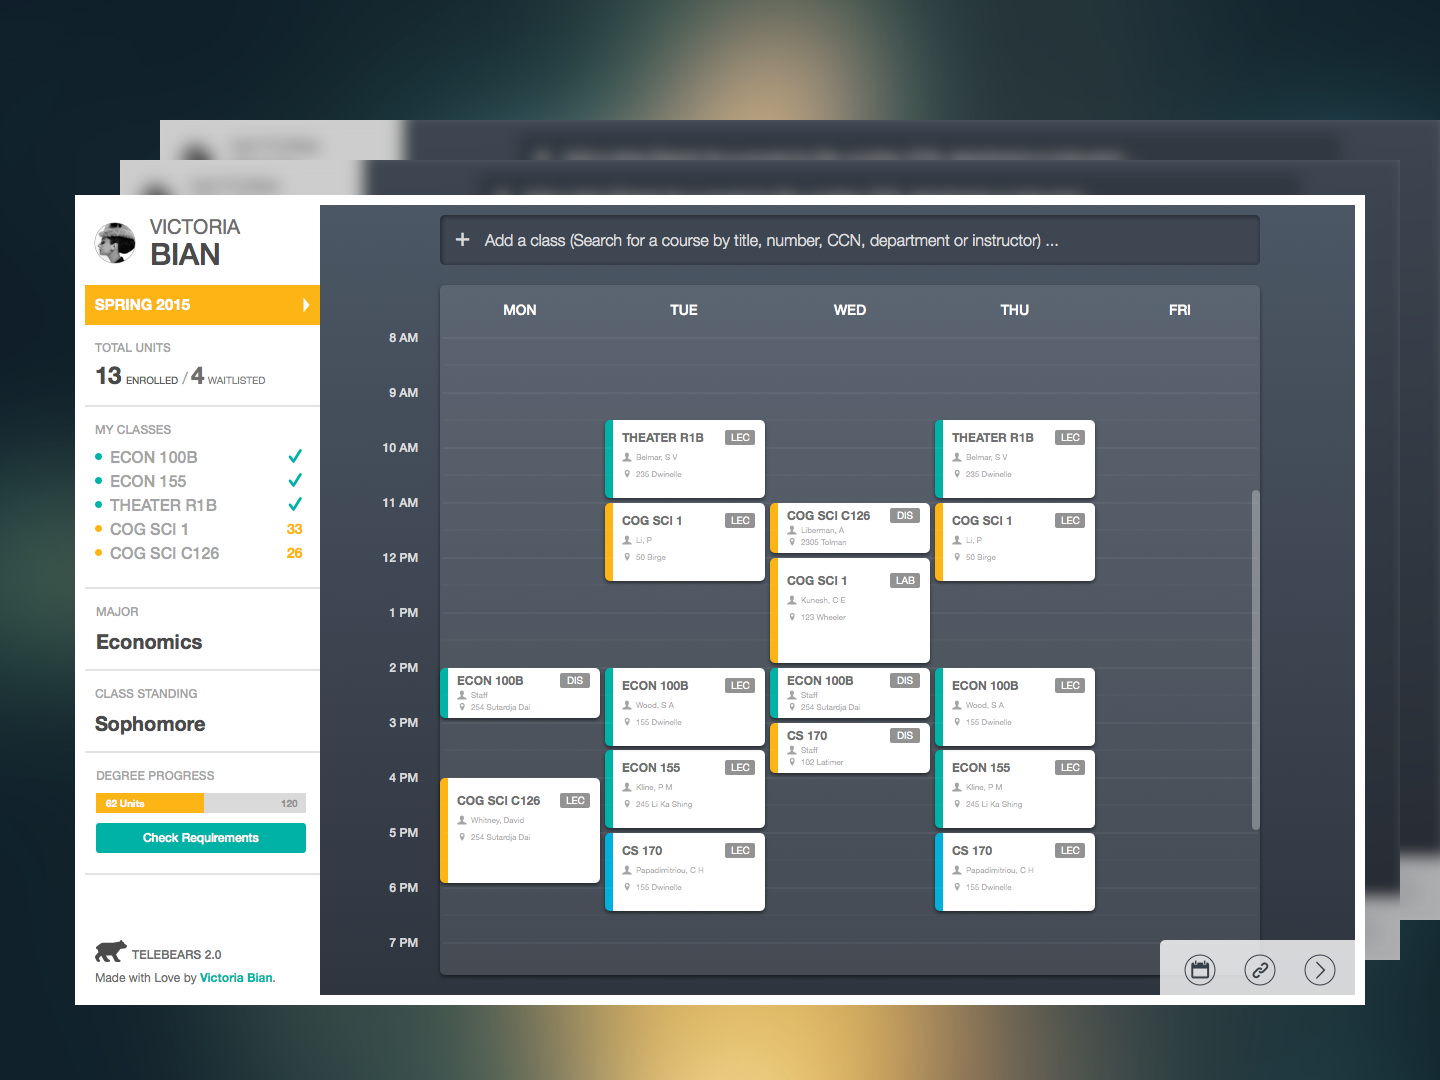 VICTORIA
BIAN
SPRING 2015
TOTAL UNITS
13 ENROLLED / 4 WAITLISTED
MY CLASSES
ECON 100B
ECON 155
THEATER R1B
COG SCI 1 33
COG SCI C126 26
MAJOR
Economics
CLASS STANDING
Sophomore
DEGREE PROGRESS
62 Units 120
Check Requirements
TELEBEARS 2.0
Made with Love by Victoria Bian.
+ Add a class (Search for a course by title, number, CCN, department or instructor) ...
MON TUE WED THU FRI
8 AM
9 AM
10 AM
11 AM
12 PM
1 PM
2 PM
3 PM
4 PM
5 PM
6 PM
7 PM
ECON 100B DIS
Staff
254 Sutardja Dai
COG SCI C126 LEC
Whitney, David
254 Sutardja Dai
THEATER R1B LEC
Belmar, S V
235 Dwinelle
COG SCI 1 LEC
Li, P
50 Birge
ECON 100B LEC
Wood, S A
155 Dwinelle
ECON 155 LEC
Kline, P M
245 Li Ka Shing
CS 170 LEC
Papadimitriou, C H
155 Dwinelle
COG SCI C126 DIS
Liberman, A
2305 Tolman
COG SCI 1 LAB
Kunesh, C E
123 Wheeler
ECON 100B DIS
Staff
254 Sutardja Dai
CS 170 DIS
Staff
102 Latimer
THEATER R1B LEC
Belmar, S V
235 Dwinelle
COG SCI 1 LEC
Li, P
50 Birge
ECON 100B LEC
Wood, S A
155 Dwinelle
ECON 155 LEC
Kline, P M
245 Li Ka Shing
CS 170 LEC
Papadimitriou, C H
155 Dwinelle